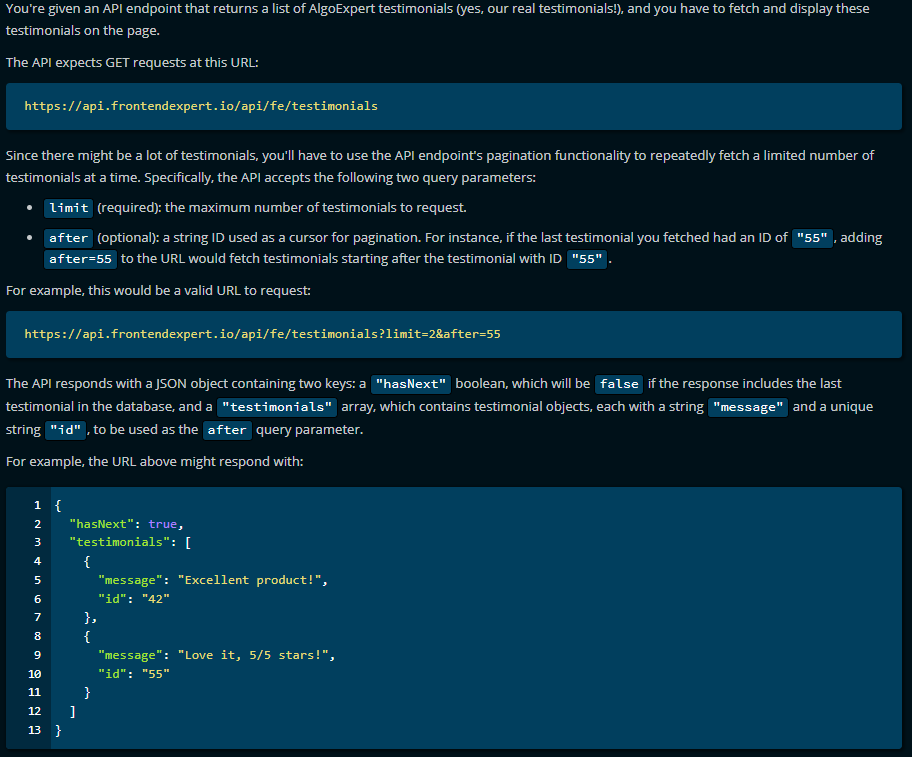 You're given an API endpoint that returns a list of AlgoExpert testimonials (yes, our real testimonials!), and you have to fetch and display these
testimonials on the page.
The API expects GET requests at this URL:
https://api.frontendexpert.io/api/fe/testimonials
Since there might be a lot of testimonials, you'll have to use the API endpoint's pagination functionality to repeatedly fetch a limited number of
testimonials at a time. Specifically, the API accepts the following two query parameters:
• limit (required): the maximum number of testimonials to request.
• after (optional): a string ID used as a cursor for pagination. For instance, if the last testimonial you fetched had an ID of "55", adding
after=55 to the URL would fetch testimonials starting after the testimonial with ID "55".
For example, this would be a valid URL to request:
https://api.frontendexpert.io/api/fe/testimonials?limit=2&after=55
The API responds with a JSON object containing two keys: a "hasNext" boolean, which will be false if the response includes the last
testimonial in the database, and a "testimonials" array, which contains testimonial objects, each with a string "message" and a unique
string "id", to be used as the after query parameter.
For example, the URL above might respond with:
1 {
2 "hasNext": true,
3 "testimonials": [
4 {
5 "message": "Excellent product!",
6 "id": "42"
7 },
8 {
9 "message": "Love it, 5/5 stars!",
10 "id": "55"
11 }
12 ]
13 }